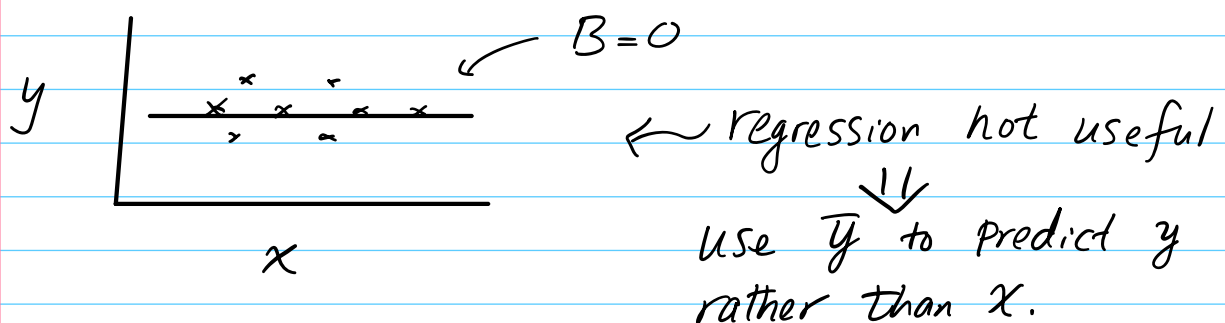 B = 0
y
← regression not useful
⇓
use ȳ to predict y
x
rather than x.